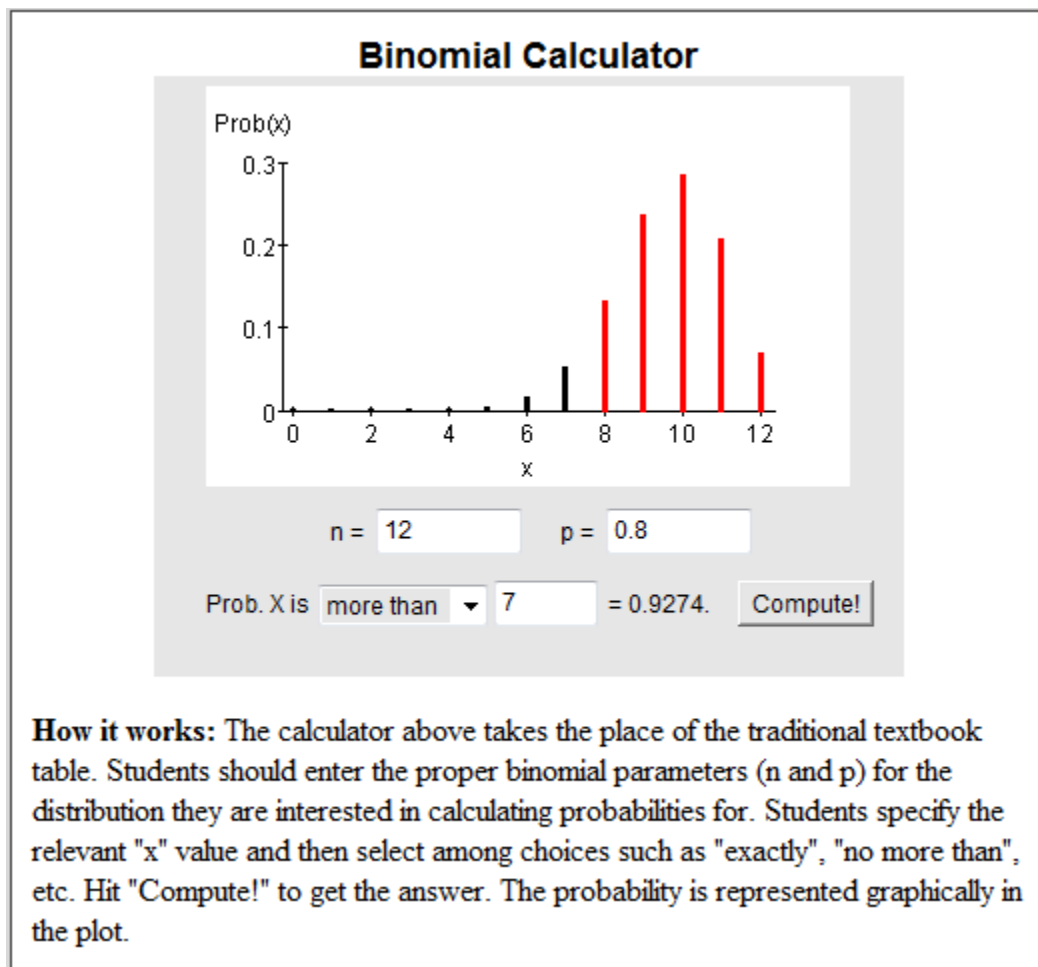 Binomial Calculator
Prob(x)
0.3
0.2
0.1
0
0 2 4 6 8 10 12
x
n = 12 p = 0.8
Prob. X is more than 7 = 0.9274. Compute!
How it works: The calculator above takes the place of the traditional textbook
table. Students should enter the proper binomial parameters (n and p) for the
distribution they are interested in calculating probabilities for. Students specify the
relevant "x" value and then select among choices such as "exactly", "no more than",
etc. Hit "Compute!" to get the answer. The probability is represented graphically in
the plot.